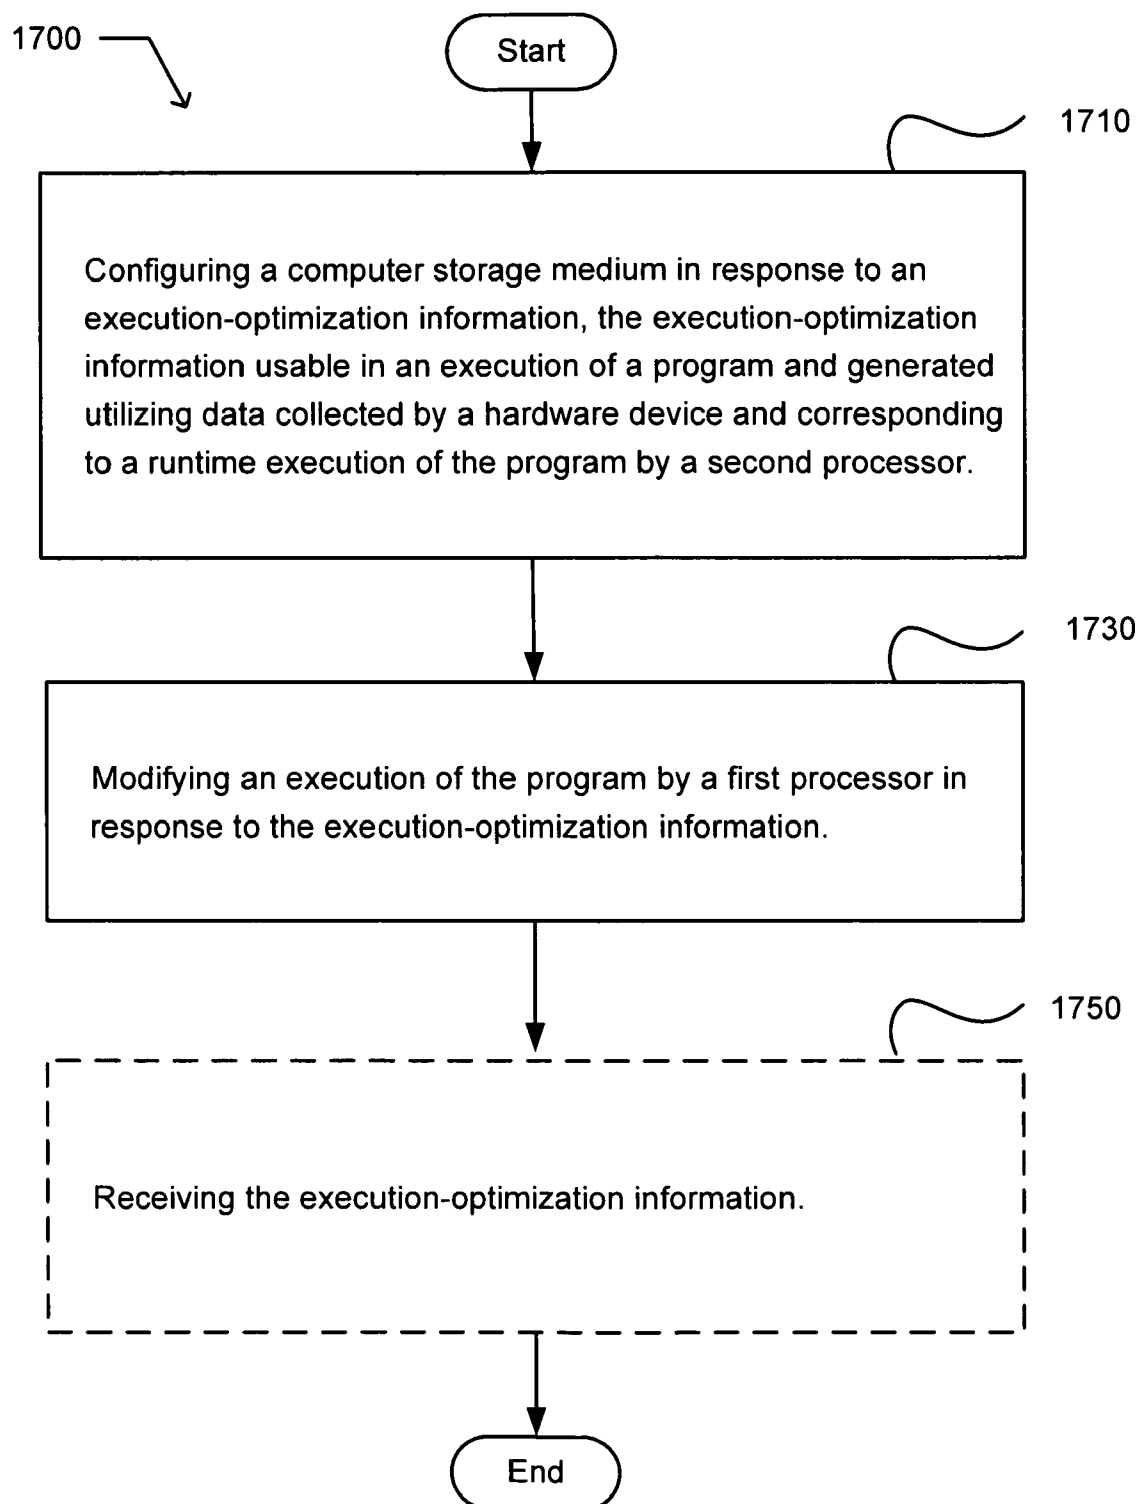 1700
Start
1710
Configuring a computer storage medium in response to an
execution-optimization information, the execution-optimization
information usable in an execution of a program and generated
utilizing data collected by a hardware device and corresponding
to a runtime execution of the program by a second processor.
1730
Modifying an execution of the program by a first processor in
response to the execution-optimization information.
1750
Receiving the execution-optimization information.
End